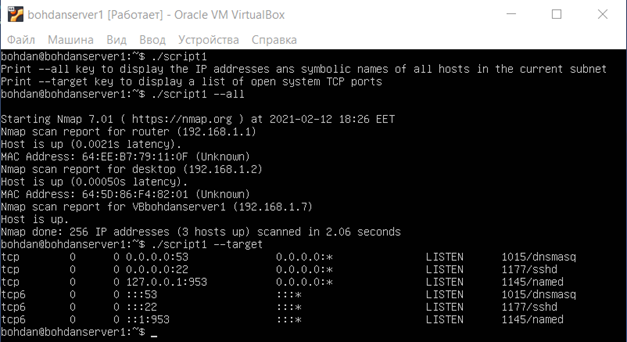 bohdanserver1 [Работает] - Oracle VM VirtualBox
Файл Машина Вид Ввод Устройства Справка
bohdan@bohdanserver1:~$ ./script1
Print --all key to display the IP addresses ans symbolic names of all hosts in the current subnet
Print --target key to display a list of open system TCP ports
bohdan@bohdanserver1:~$ ./script1 --all
Starting Nmap 7.01 ( https://nmap.org ) at 2021-02-12 18:26 EET
Nmap scan report for router (192.168.1.1)
Host is up (0.0021s latency).
MAC Address: 64:EE:B7:79:11:0F (Unknown)
Nmap scan report for desktop (192.168.1.2)
Host is up (0.00050s latency).
MAC Address: 64:5D:86:F4:82:01 (Unknown)
Nmap scan report for VBbohdanserver1 (192.168.1.7)
Host is up.
Nmap done: 256 IP addresses (3 hosts up) scanned in 2.06 seconds
bohdan@bohdanserver1:~$ ./script1 --target
tcp 0 0 0.0.0.0:53 0.0.0.0:* LISTEN 1015/dnsmasq
tcp 0 0 0.0.0.0:22 0.0.0.0:* LISTEN 1177/sshd
tcp 0 0 127.0.0.1:953 0.0.0.0:* LISTEN 1145/named
tcp6 0 0 :::53 :::* LISTEN 1015/dnsmasq
tcp6 0 0 :::22 :::* LISTEN 1177/sshd
tcp6 0 0 ::1:953 :::* LISTEN 1145/named
bohdan@bohdanserver1:~$ _